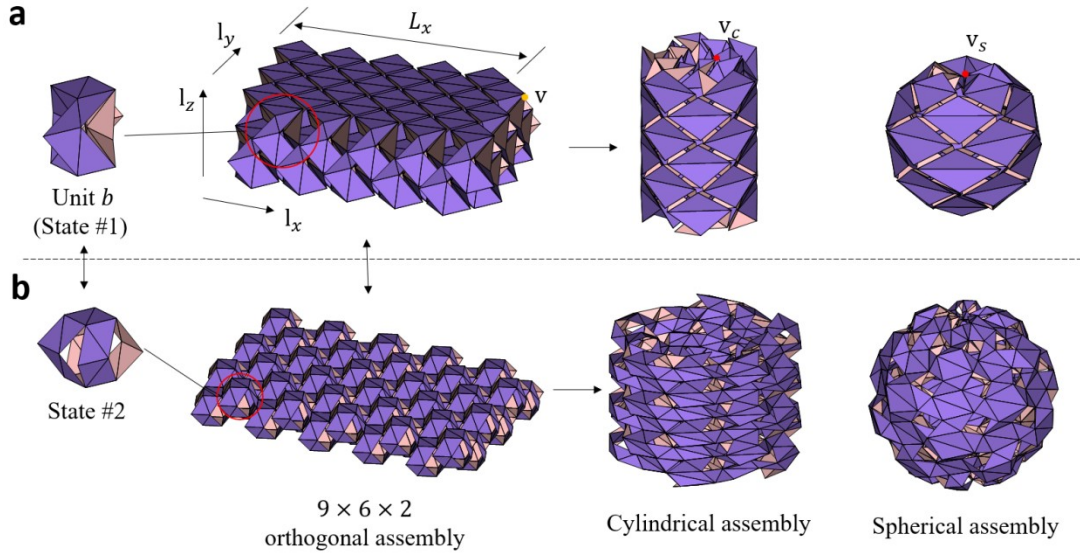 a
l_y
L_x
l_z
v
v_c
v_s
Unit b
(State #1)
l_x
b
State #2
9 × 6 × 2
orthogonal assembly
Cylindrical assembly
Spherical assembly